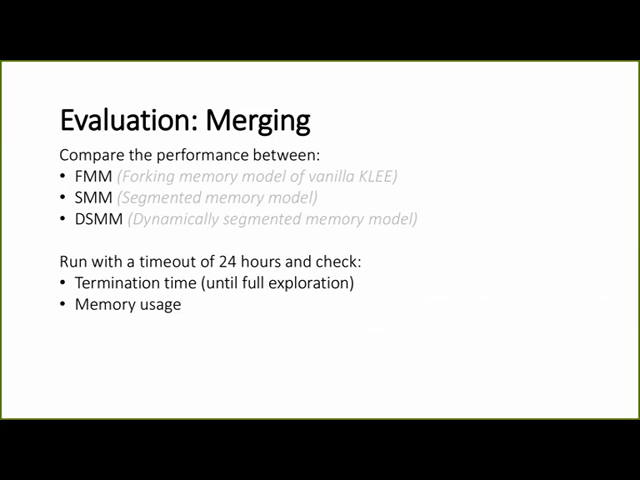 Evaluation: Merging
Compare the performance between:
• FMM (Forking memory model of vanilla KLEE)
• SMM (Segmented memory model)
• DSMM (Dynamically segmented memory model)
Run with a timeout of 24 hours and check:
• Termination time (until full exploration)
• Memory usage